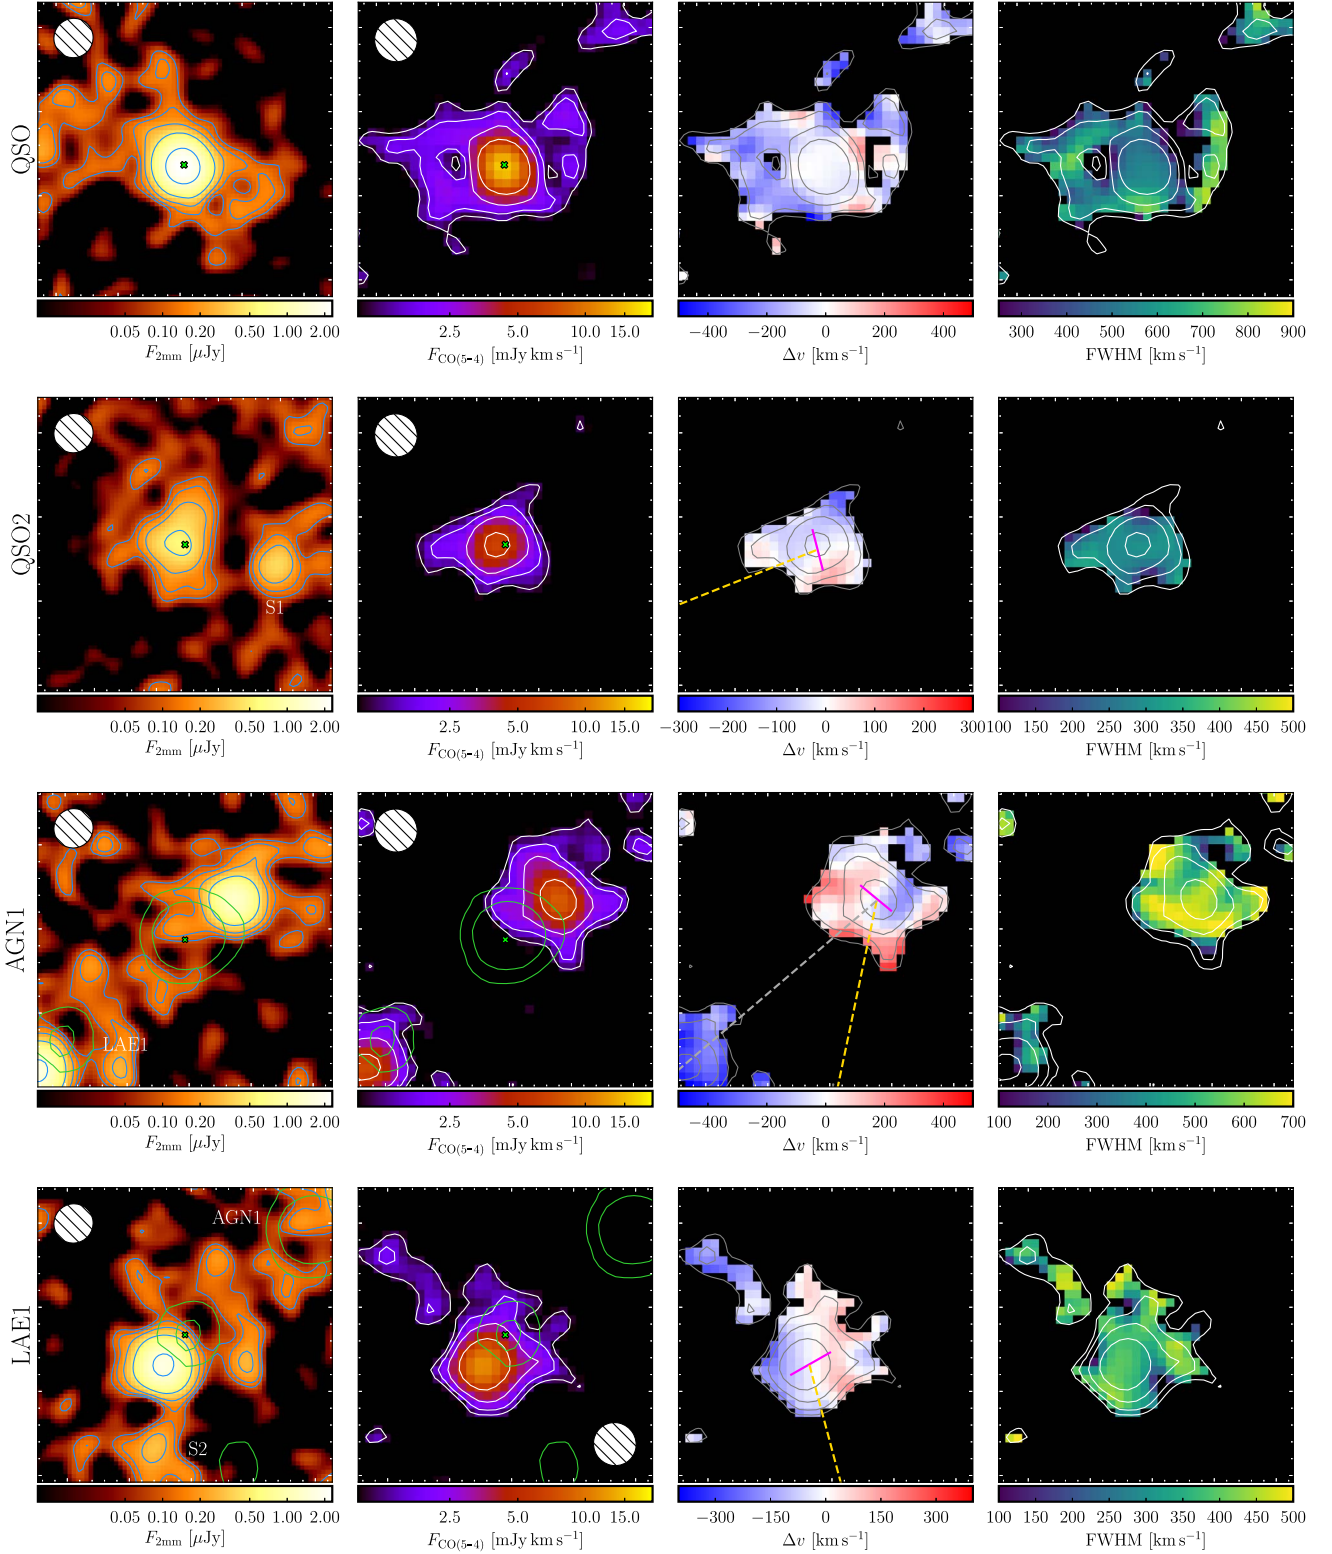 QSO
0.05 0.10 0.20 0.50 1.00 2.00
F2mm [μJy]
2.5 5.0 10.0 15.0
FCO(5-4) [mJy km s−1]
−400 −200 0 200 400
Δv [km s−1]
300 400 500 600 700 800 900
FWHM [km s−1]
QSO2
S1
0.05 0.10 0.20 0.50 1.00 2.00
F2mm [μJy]
2.5 5.0 10.0 15.0
FCO(5-4) [mJy km s−1]
−300 −200 −100 0 100 200 300
Δv [km s−1]
100 150 200 250 300 350 400 450 500
FWHM [km s−1]
AGN1
LAE1
0.05 0.10 0.20 0.50 1.00 2.00
F2mm [μJy]
2.5 5.0 10.0 15.0
FCO(5-4) [mJy km s−1]
−400 −200 0 200 400
Δv [km s−1]
100 200 300 400 500 600 700
FWHM [km s−1]
LAE1
AGN1
S2
0.05 0.10 0.20 0.50 1.00 2.00
F2mm [μJy]
2.5 5.0 10.0 15.0
FCO(5-4) [mJy km s−1]
−300 −150 0 150 300
Δv [km s−1]
100 150 200 250 300 350 400 450 500
FWHM [km s−1]